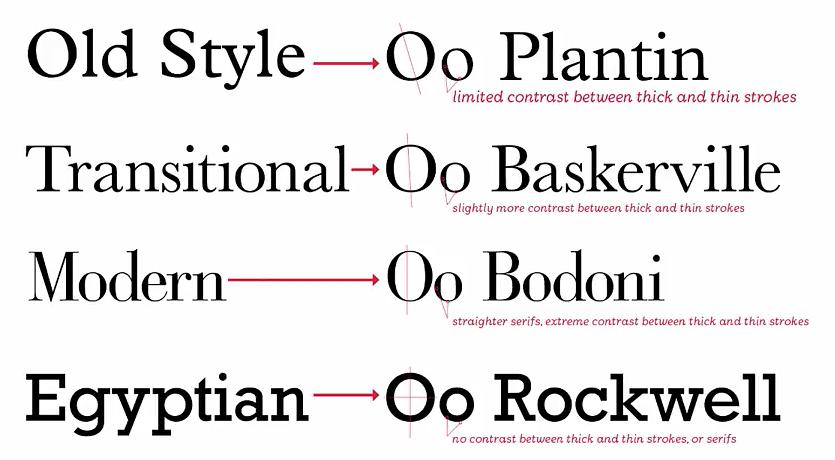 Old Style Oo Plantin
limited contrast between thick and thin strokes
Transitional Oo Baskerville
slightly more contrast between thick and thin strokes
Modern Oo Bodoni
straighter serifs, extreme contrast between thick and thin strokes
Egyptian Oo Rockwell
no contrast between thick and thin strokes, or serifs